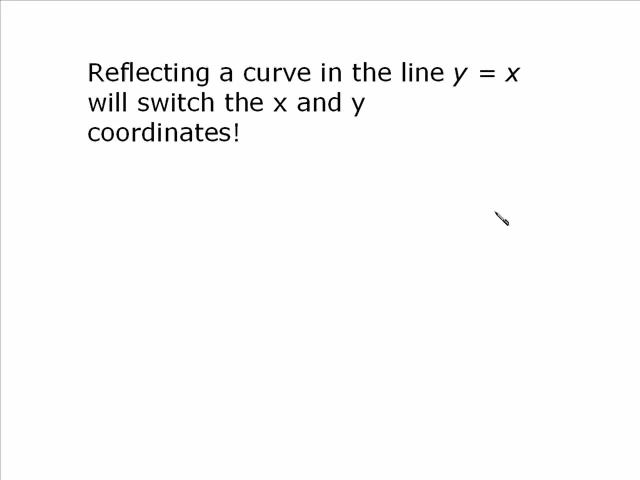 Reflecting a curve in the line y = x
will switch the x and y
coordinates!